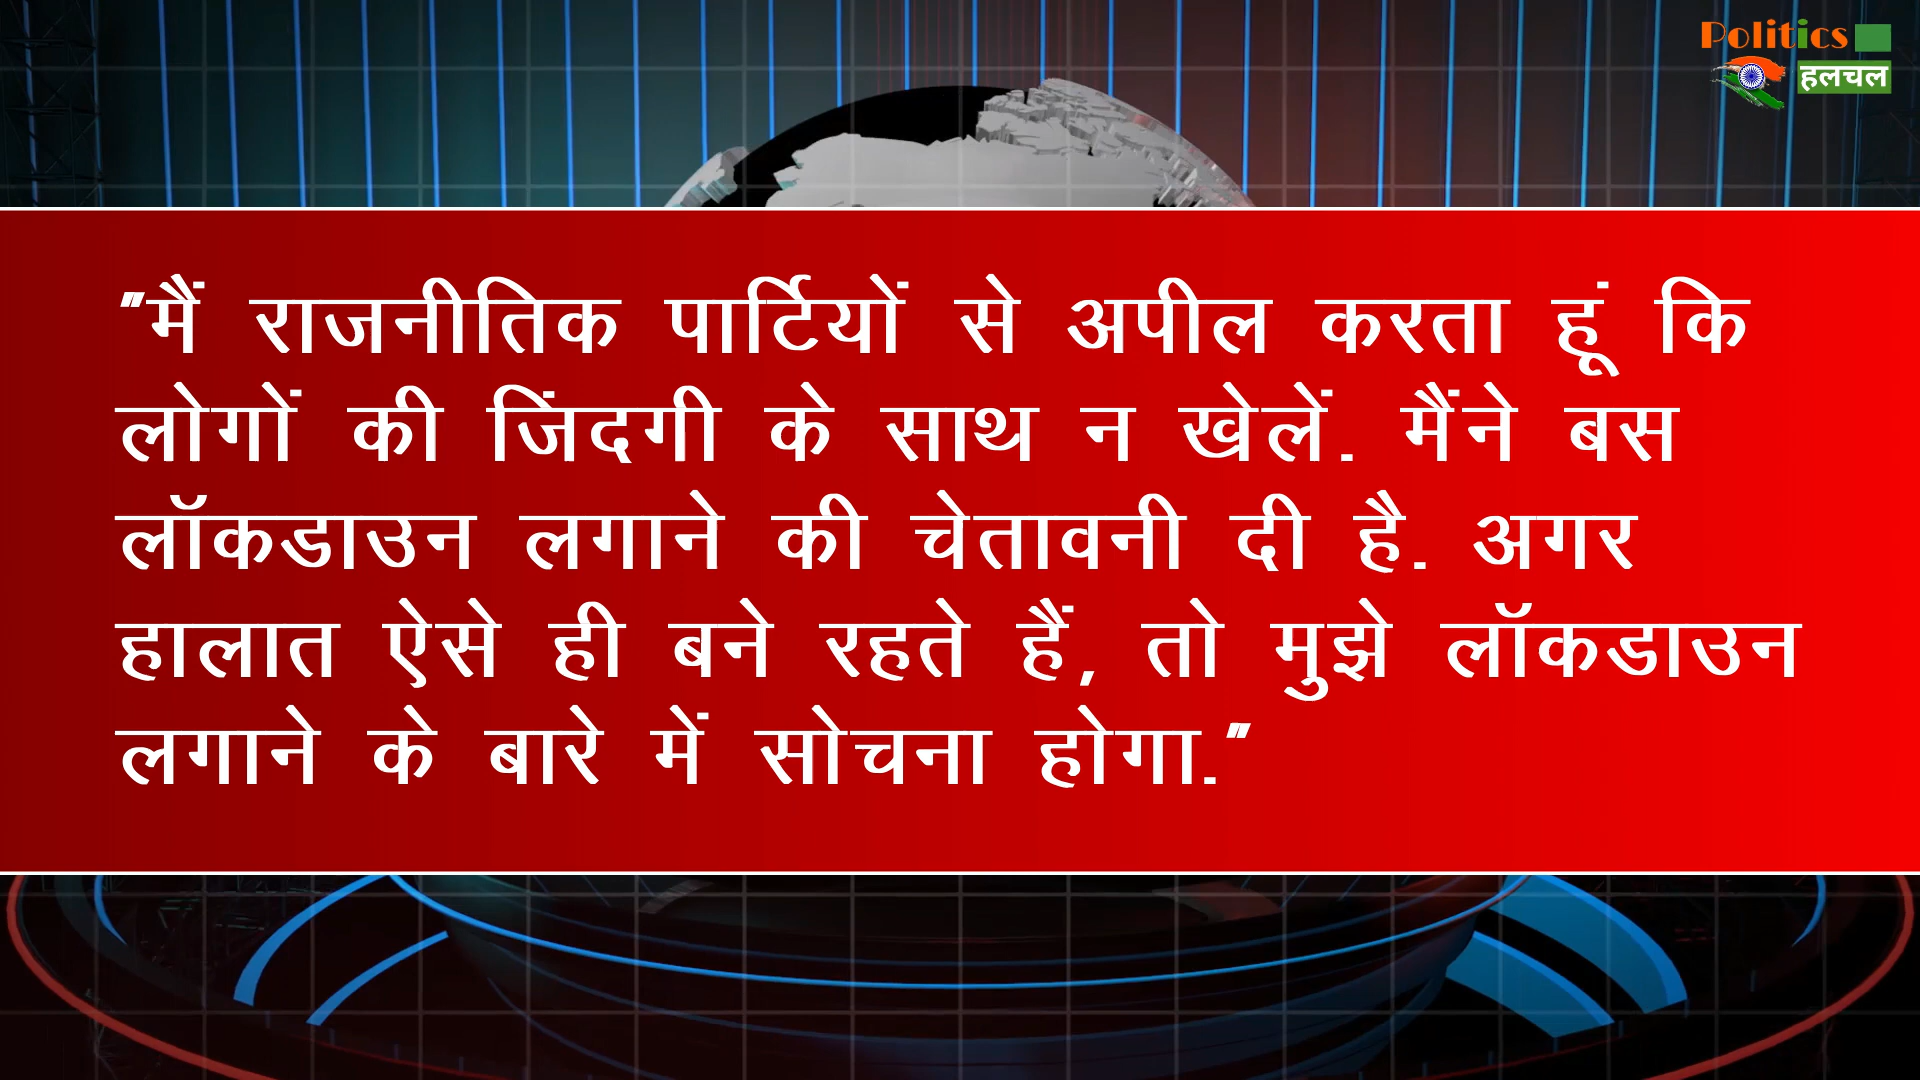 Politics
हलचल
"मैं राजनीतिक पार्टियों से अपील करता हूं कि
लोगों की जिंदगी के साथ न खेलें. मैंने बस
लॉकडाउन लगाने की चेतावनी दी है. अगर
हालात ऐसे ही बने रहते हैं, तो मुझे लॉकडाउन
लगाने के बारे में सोचना होगा."